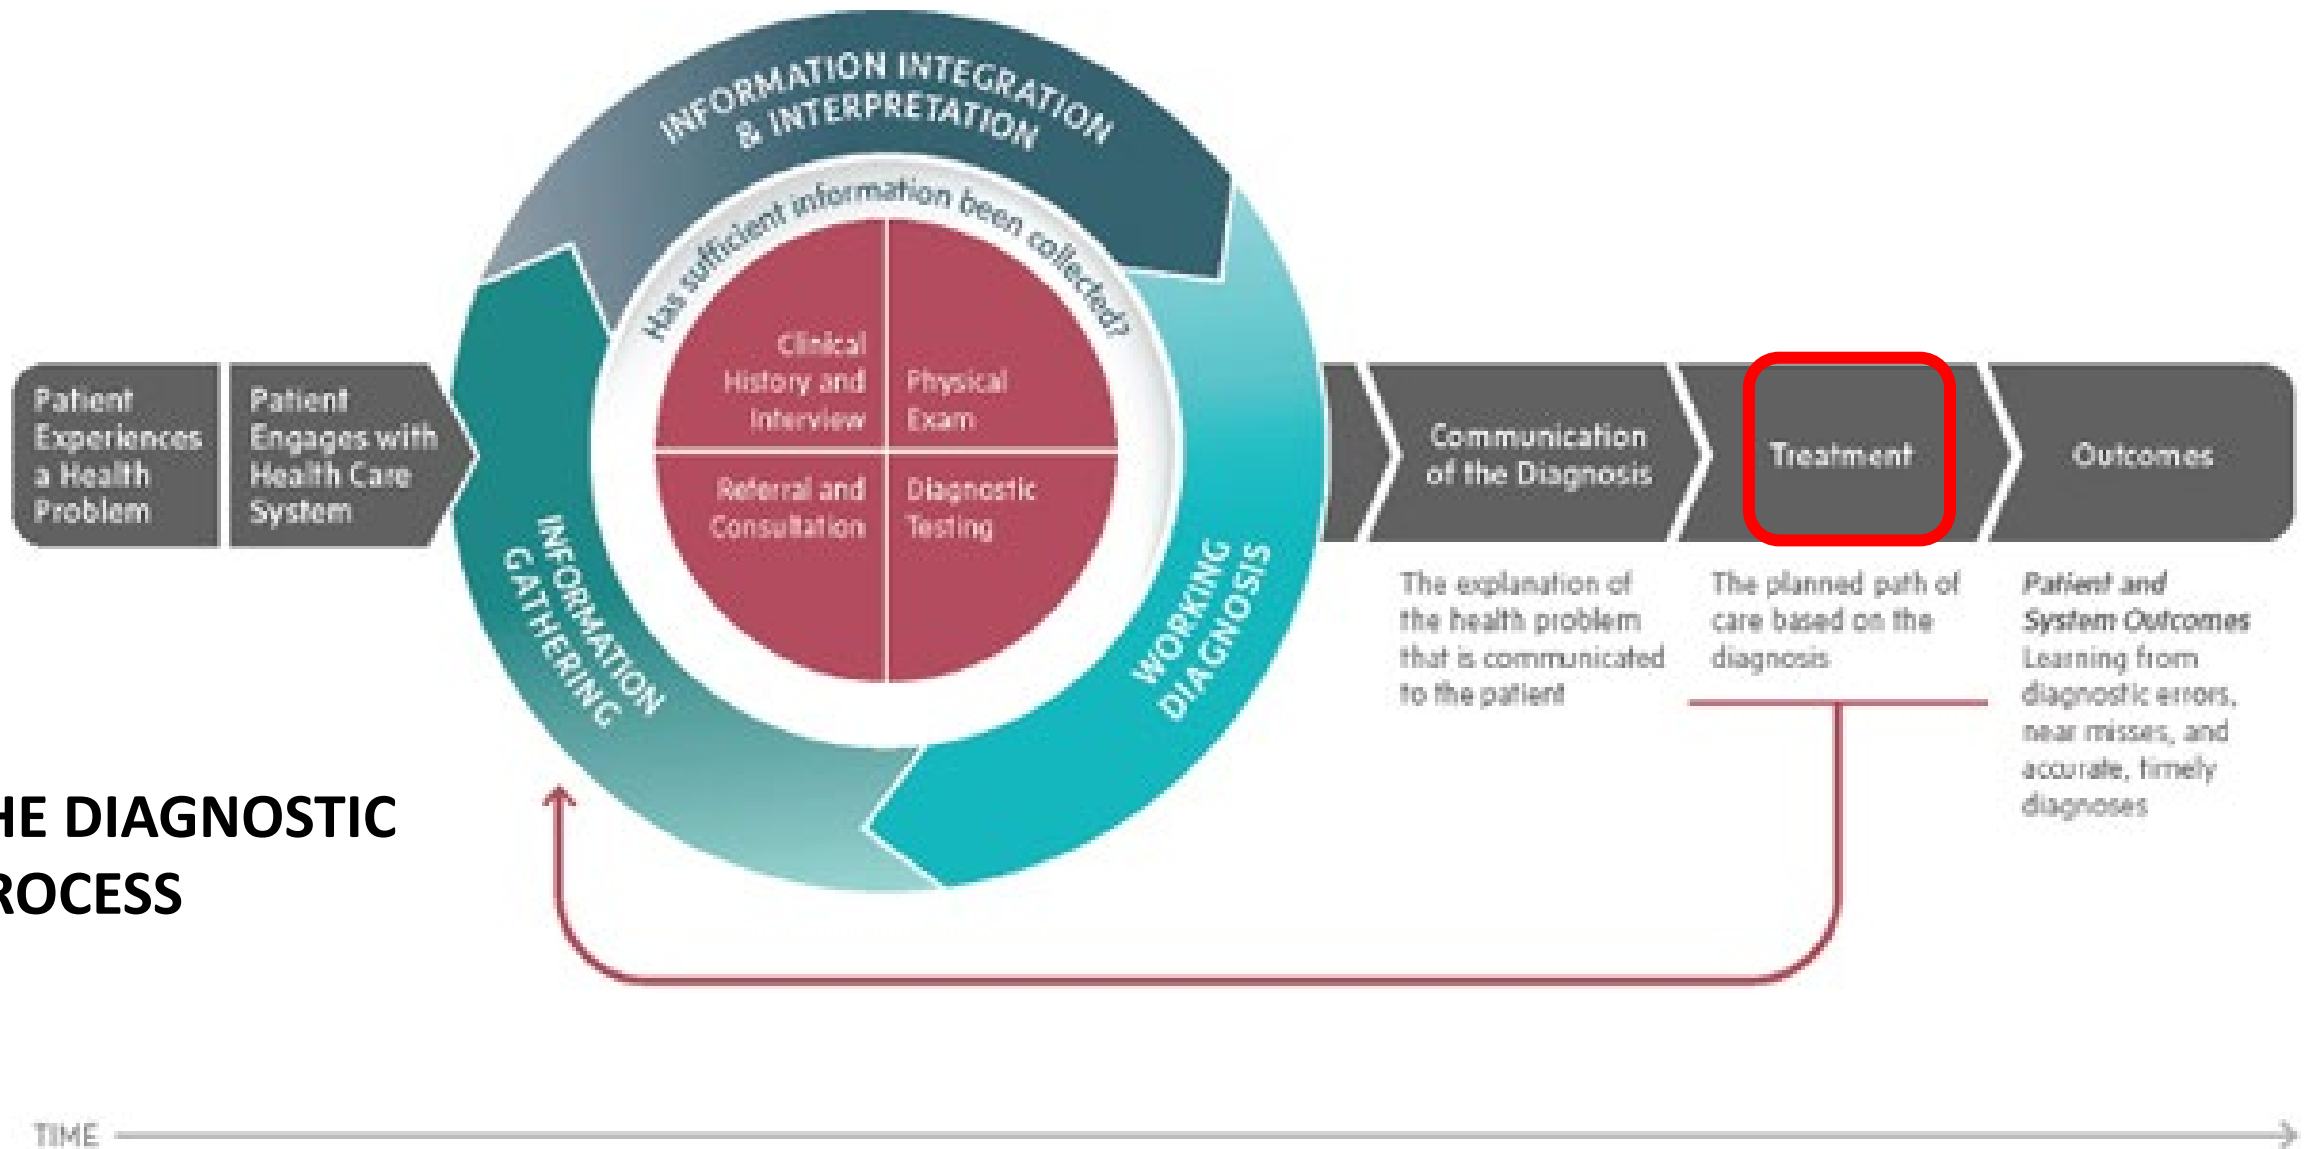 INFORMATION INTEGRATION
& INTERPRETATION
Has sufficient information been collected?
Clinical
History and
Interview
Physical
Exam
Referral and
Consultation
Diagnostic
Testing
INFORMATION
GATHERING
WORKING
DIAGNOSIS
Patient
Experiences
a Health
Problem
Patient
Engages with
Health Care
System
Communication
of the Diagnosis
Treatment
Outcomes
The explanation of
the health problem
that is communicated
to the patient
The planned path of
care based on the
diagnosis
Patient and
System Outcomes
Learning from
diagnostic errors,
near misses, and
accurate, timely
diagnoses
HE DIAGNOSTIC
ROCESS
TIME